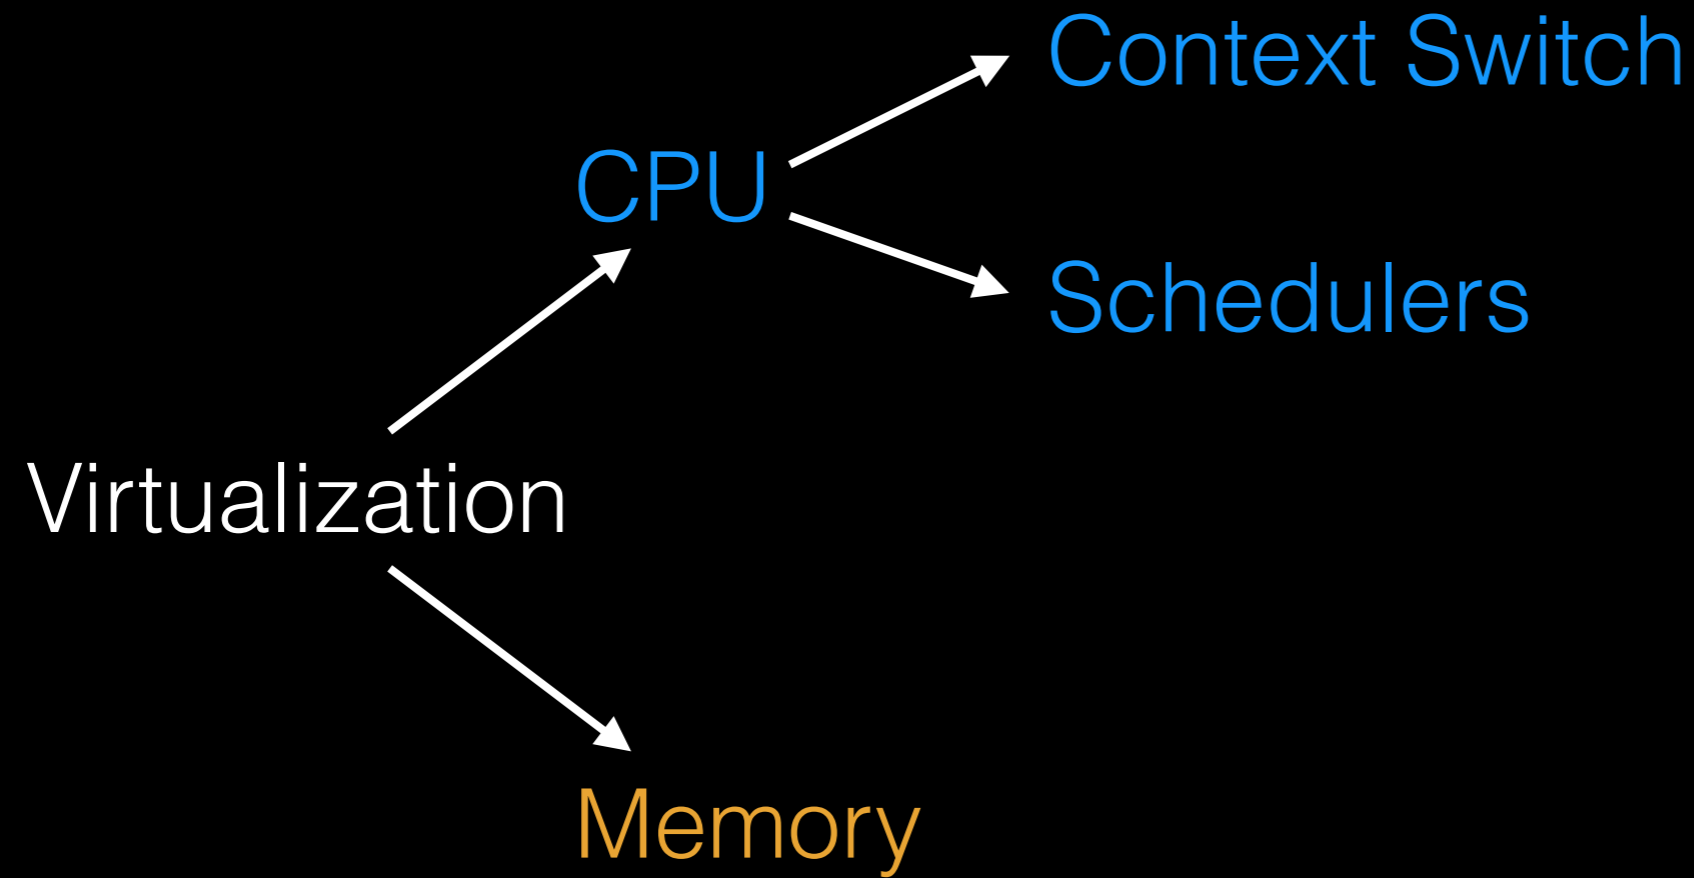 Context Switch
CPU
Schedulers
Virtualization
Memory